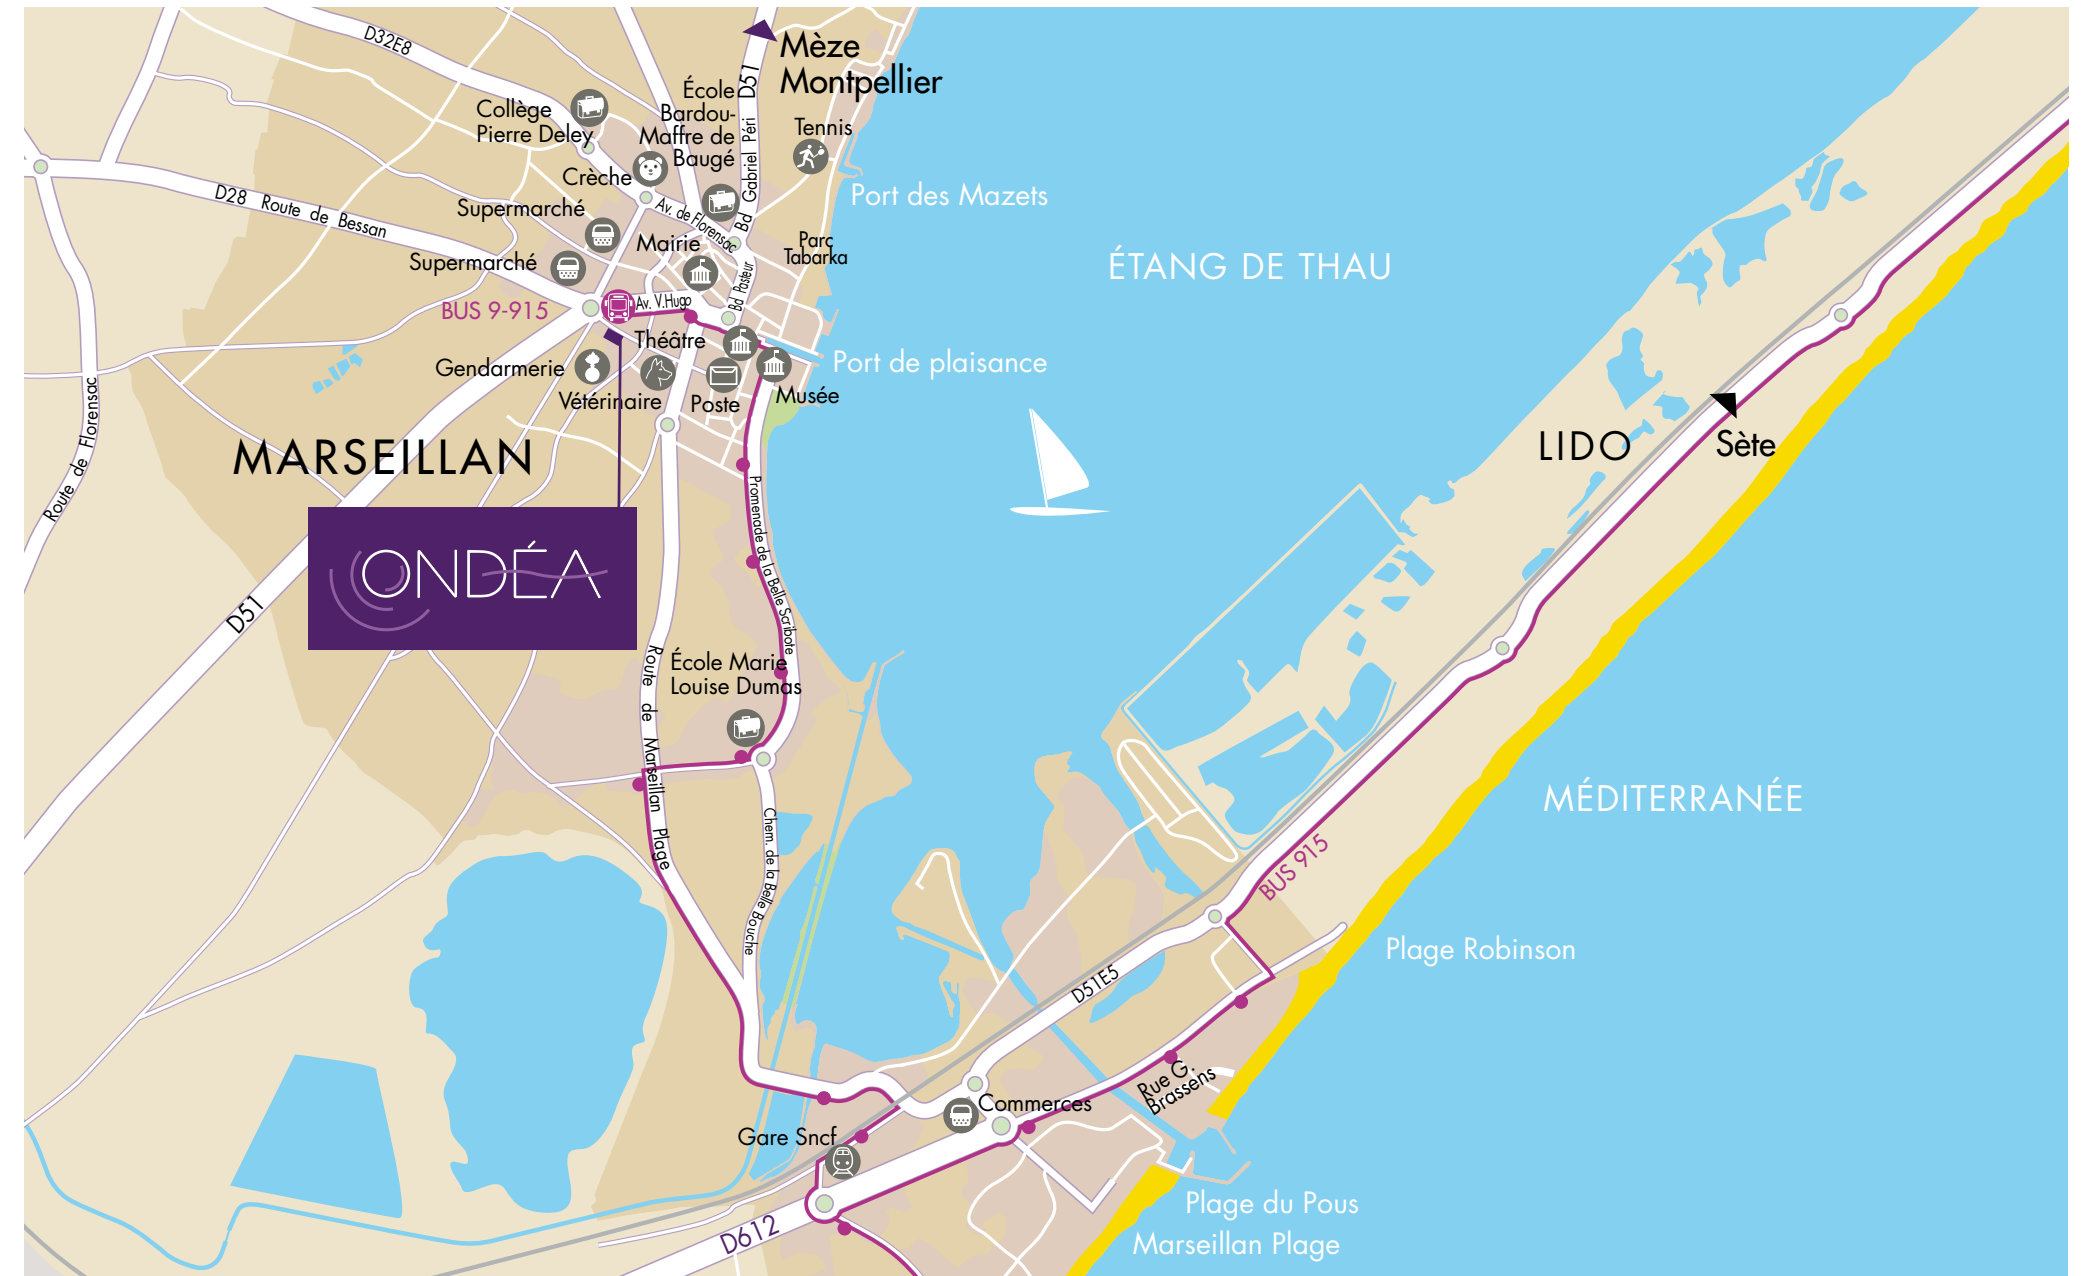 D32E8
Mèze
Montpellier
D51
Bd Gabriel Péri
École
Bardou-
Maffre de
Baugé
Collège
Pierre Deley
Tennis
Crèche
Port des Mazets
D28 Route de Bessan
Supermarché
Av. de Florensac
Mairie
Parc
Tabarka
Supermarché
ÉTANG DE THAU
Bd Pasteur
BUS 9-915
Av. V.Hugo
Théâtre
Port de plaisance
Gendarmerie
Vétérinaire
Poste
Musée
Route de Florensac
MARSEILLAN
LIDO
Sète
Promenade de la Belle Scribote
ONDÉA
D51
École Marie
Louise Dumas
Route de Marseillan Plage
MÉDITERRANÉE
Chem. de la Belle Bouche
BUS 915
Plage Robinson
D51E5
Rue G.
Brassens
Commerces
Gare Sncf
Plage du Pous
Marseillan Plage
D612